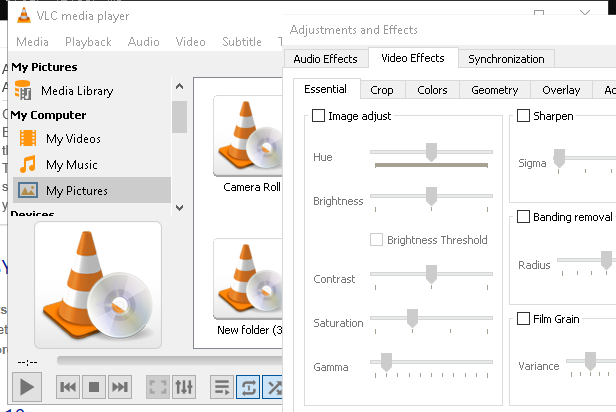 VLC media player
Media Playback Audio Video Subtitle
My Pictures
Media Library
My Computer
My Videos
My Music
My Pictures
Devices
Camera Roll
New folder (3
--:--
Adjustments and Effects
Audio Effects Video Effects Synchronization
Essential Crop Colors Geometry Overlay
Image adjust
Hue
Brightness
Brightness Threshold
Contrast
Saturation
Gamma
Sharpen
Sigma
Banding removal
Radius
Film Grain
Variance